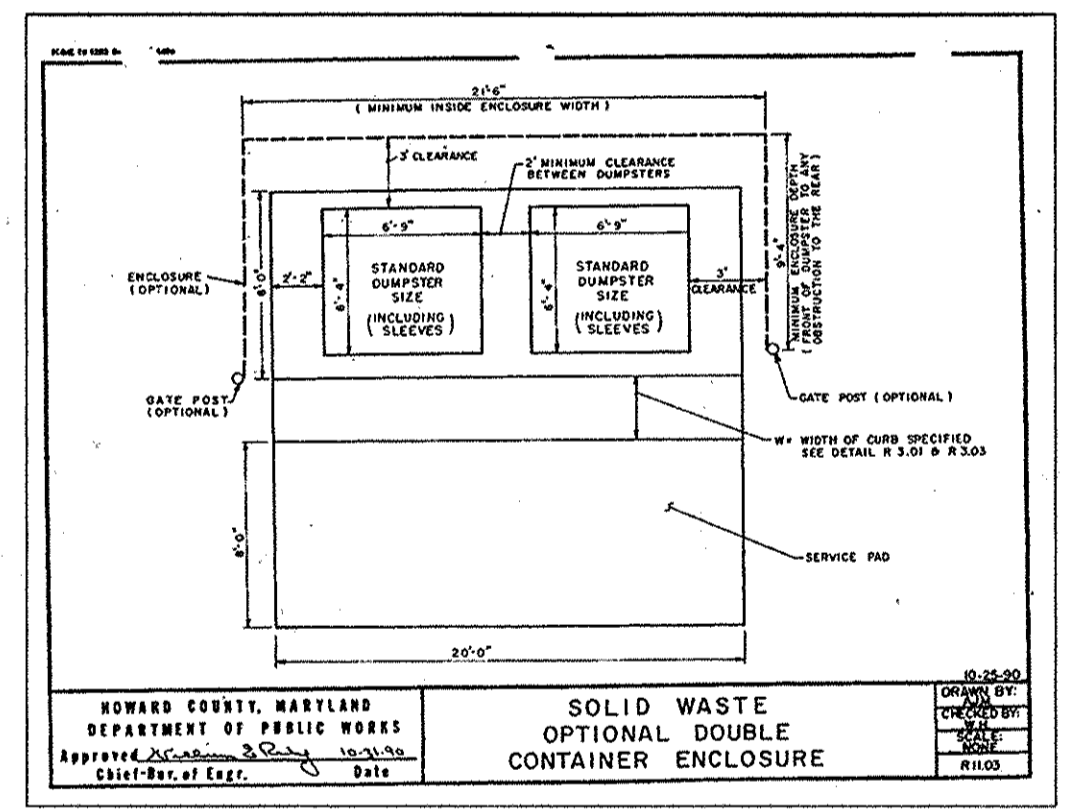 21'-6"
( MINIMUM INSIDE ENCLOSURE WIDTH )
3' CLEARANCE
2' MINIMUM CLEARANCE
BETWEEN DUMPSTERS
MINIMUM ENCLOSURE DEPTH
( FRONT OF DUMPSTER TO ANY
OBSTRUCTION TO THE REAR )
9'-4"
6'-9"
6'-9"
ENCLOSURE
(OPTIONAL)
8'-0"
2'-2"
6'-4"
STANDARD
DUMPSTER
SIZE
(INCLUDING
SLEEVES)
6'-4"
STANDARD
DUMPSTER
SIZE
(INCLUDING
SLEEVES)
3"
CLEARANCE
GATE POST
(OPTIONAL)
GATE POST (OPTIONAL)
W= WIDTH OF CURB SPECIFIED
SEE DETAIL R 3.01 & R 3.03
8'-0"
SERVICE PAD
20'-0"
10-25-90
HOWARD COUNTY, MARYLAND
DEPARTMENT OF PUBLIC WORKS
Approved William E Riley 10-31-90
Chief-Bur. of Engr. Date
SOLID WASTE
OPTIONAL DOUBLE
CONTAINER ENCLOSURE
DRAWN BY:
AJM
CHECKED BY:
W.H.
SCALE:
NONE
R11.03